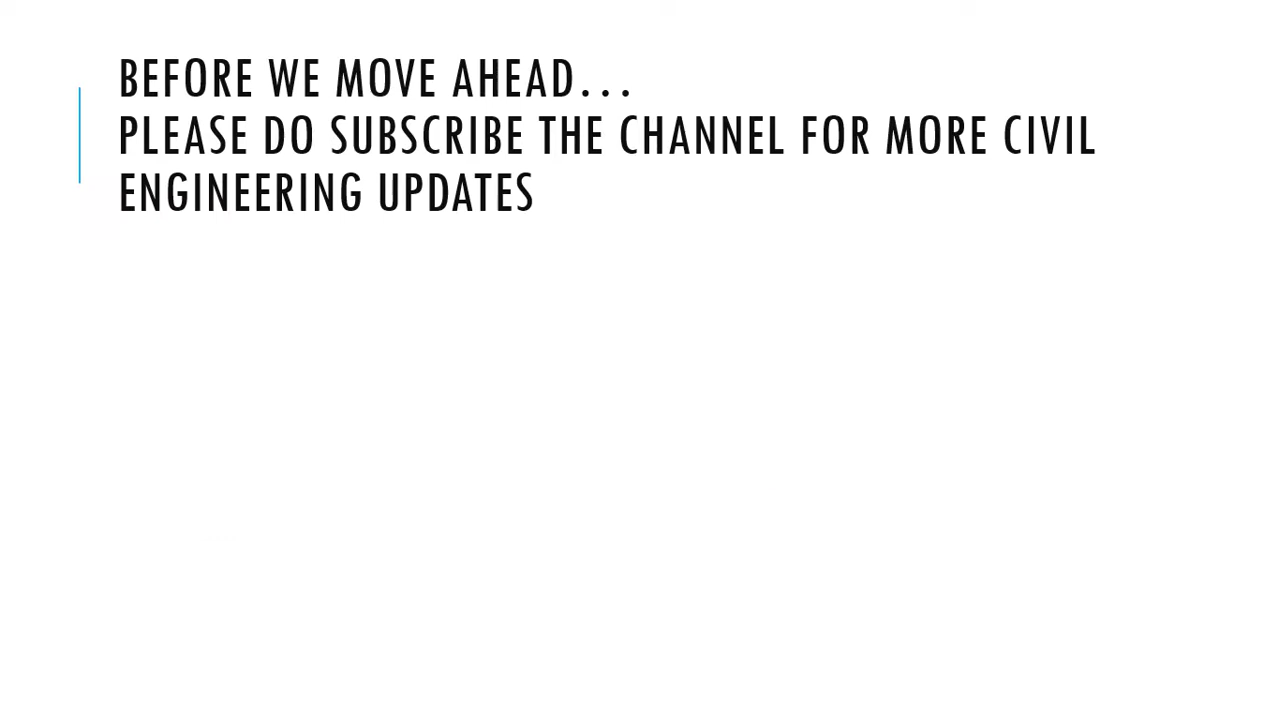 BEFORE WE MOVE AHEAD…
PLEASE DO SUBSCRIBE THE CHANNEL FOR MORE CIVIL
ENGINEERING UPDATES